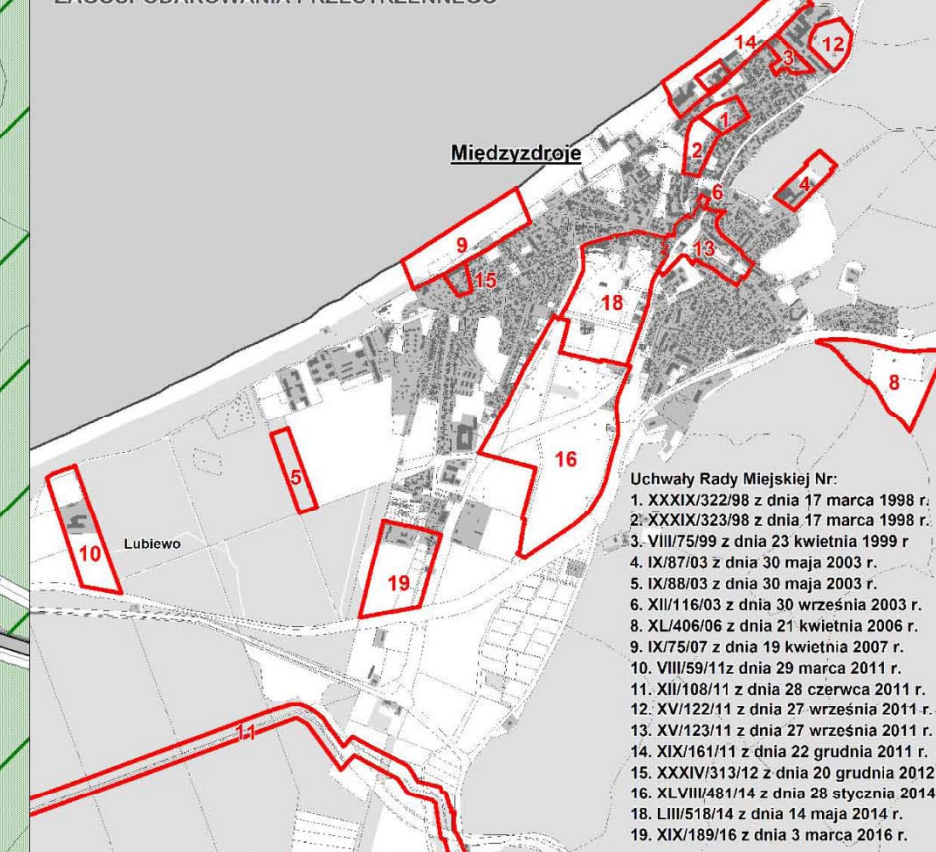 ZAGOSPODAROWANIA PRZESTRZENNEGO
14
12
3
1
Międzyzdroje
2
4
6
9
13
15
18
8
16
5
Uchwały Rady Miejskiej Nr:
1. XXXIX/322/98 z dnia 17 marca 1998 r.
2. XXXIX/323/98 z dnia 17 marca 1998 r.
3. VIII/75/99 z dnia 23 kwietnia 1999 r
4. IX/87/03 z dnia 30 maja 2003 r.
5. IX/88/03 z dnia 30 maja 2003 r.
6. XII/116/03 z dnia 30 września 2003 r.
8. XL/406/06 z dnia 21 kwietnia 2006 r.
9. IX/75/07 z dnia 19 kwietnia 2007 r.
10. VIII/59/11z dnia 29 marca 2011 r.
11. XII/108/11 z dnia 28 czerwca 2011 r.
12. XV/122/11 z dnia 27 września 2011 r.
13. XV/123/11 z dnia 27 września 2011 r.
14. XIX/161/11 z dnia 22 grudnia 2011 r.
15. XXXIV/313/12 z dnia 20 grudnia 2012
16. XLVIII/481/14 z dnia 28 stycznia 2014
18. LIII/518/14 z dnia 14 maja 2014 r.
19. XIX/189/16 z dnia 3 marca 2016 r.
Lubiewo
10
19
11